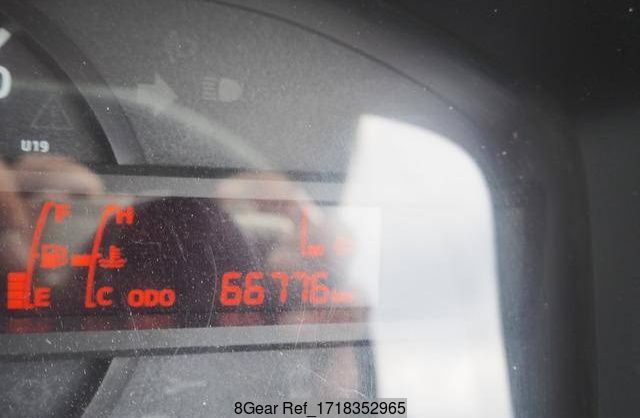 U19
F H
E C ODO 66776
8Gear Ref_1718352965